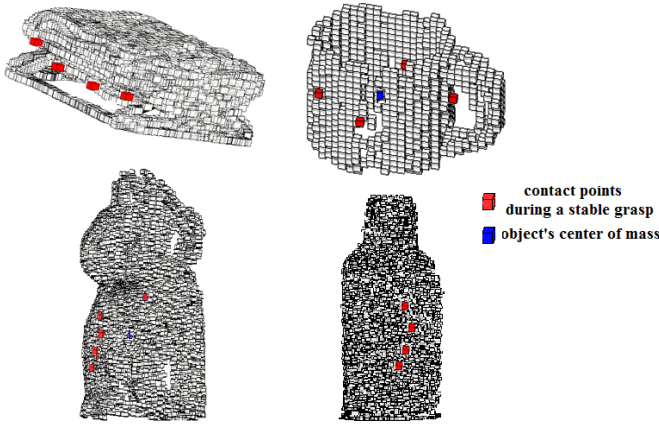 contact points
during a stable grasp
object's center of mass